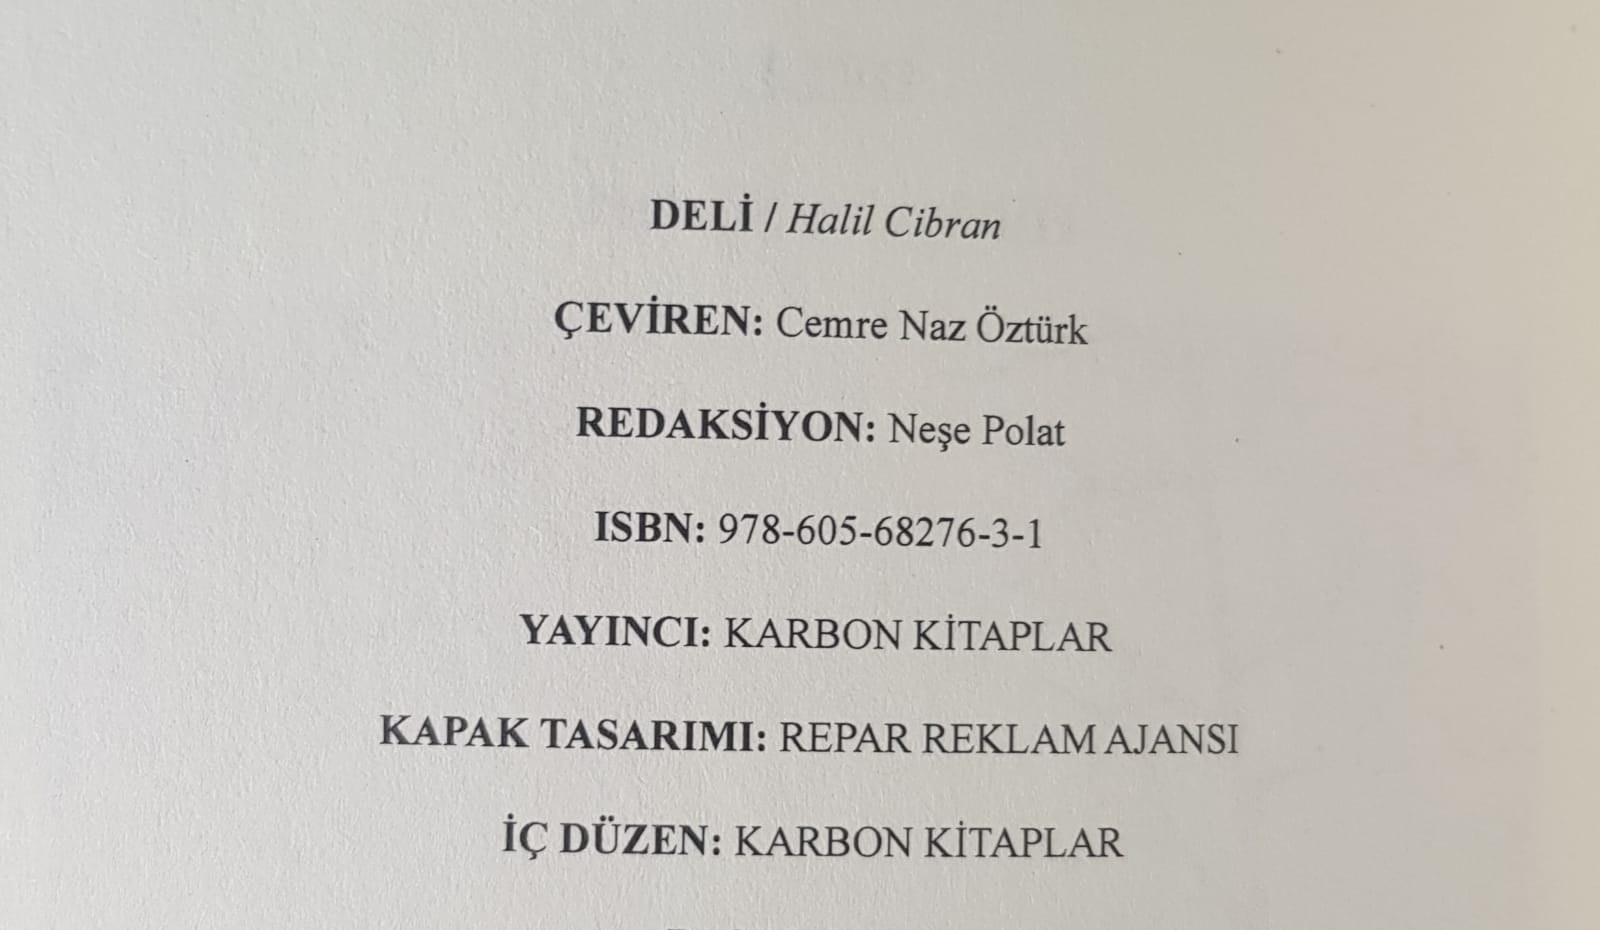 DELİ / Halil Cibran
ÇEVİREN: Cemre Naz Öztürk
REDAKSİYON: Neşe Polat
ISBN: 978-605-68276-3-1
YAYINCI: KARBON KİTAPLAR
KAPAK TASARIMI: REPAR REKLAM AJANSI
İÇ DÜZEN: KARBON KİTAPLAR